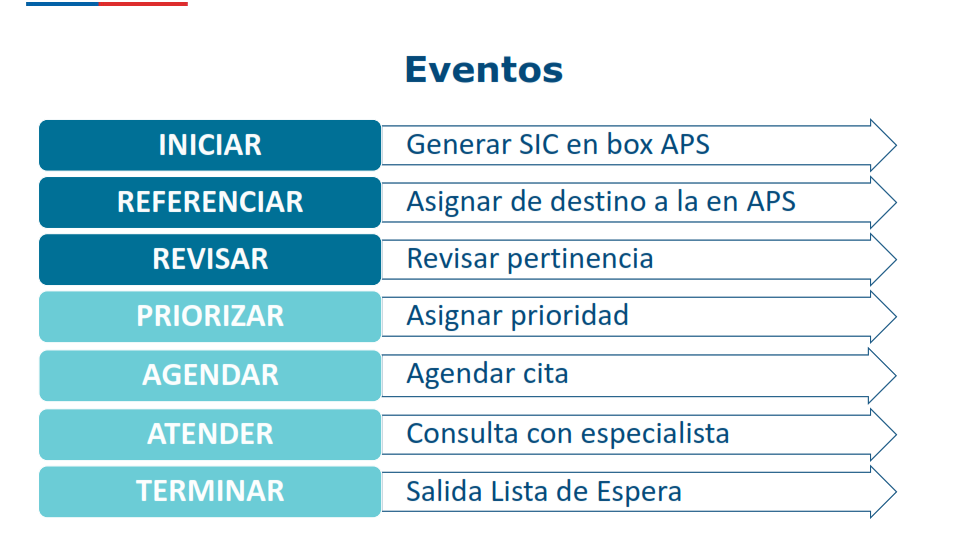 Eventos
INICIAR
Generar SIC en box APS
REFERENCIAR
Asignar de destino a la en APS
REVISAR
Revisar pertinencia
PRIORIZAR
Asignar prioridad
AGENDAR
Agendar cita
ATENDER
Consulta con especialista
TERMINAR
Salida Lista de Espera